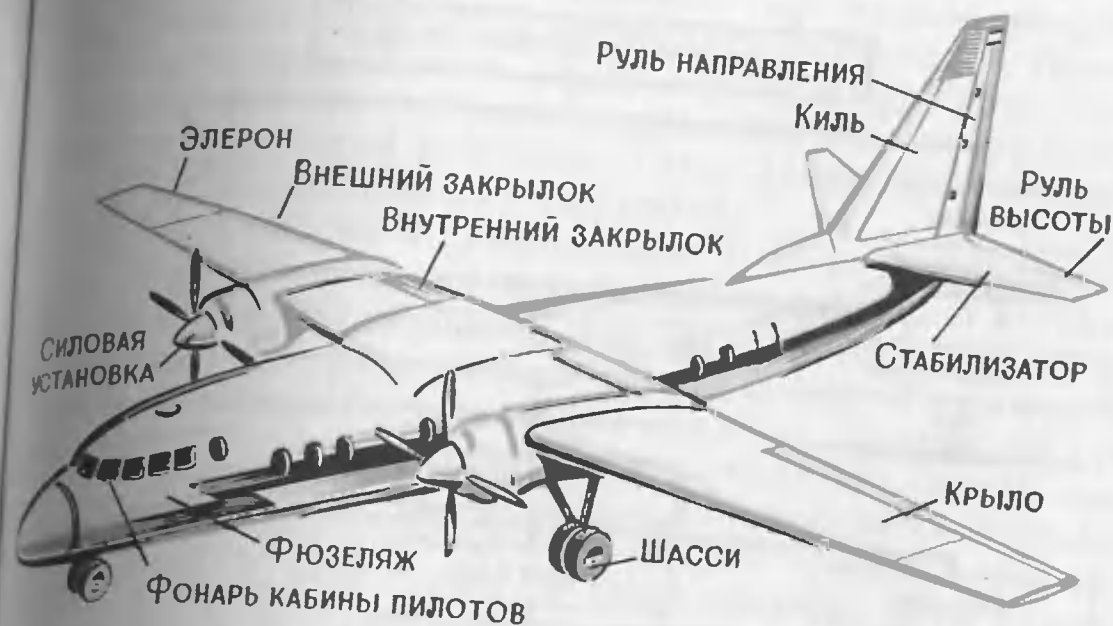 Руль направления
Киль
Элерон
Внешний закрылок
Внутренний закрылок
Руль
высоты
Силовая
установка
Стабилизатор
Крыло
Шасси
Фюзеляж
Фонарь кабины пилотов